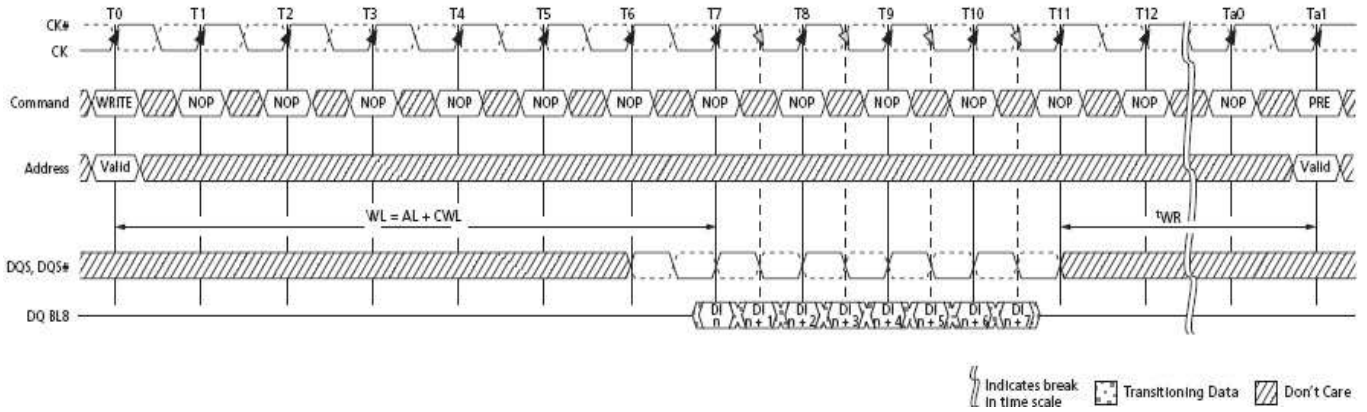 T0 T1 T2 T3 T4 T5 T6 T7 T8 T9 T10 T11 T12 Ta0 Ta1
CK#
CK
Command WRITE NOP NOP NOP NOP NOP NOP NOP NOP NOP NOP NOP NOP NOP PRE
Address Valid Valid
WL = AL + CWL tWR
DQS, DQS#
DQ BL8 DI n DI n + 1 DI n + 2 DI n + 3 DI n + 4 DI n + 5 DI n + 6 DI n + 7
Indicates break
in time scale
Transitioning Data
Don't Care